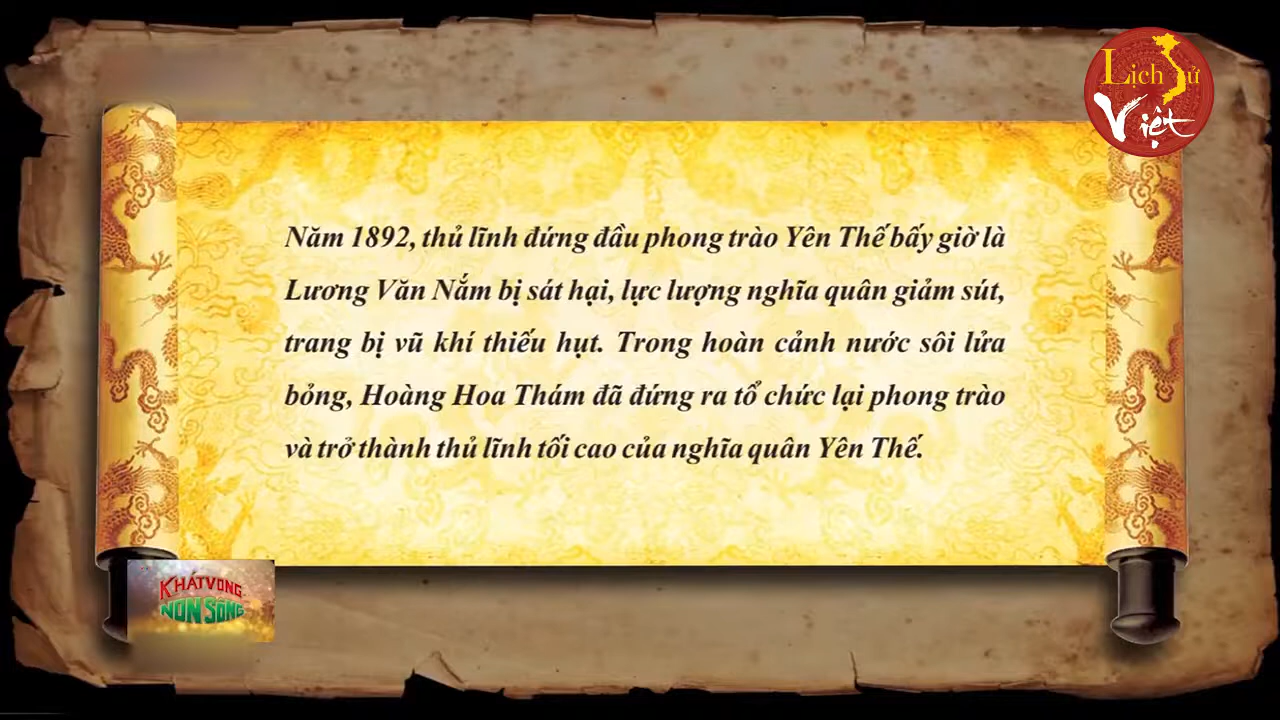 Lịch Sử
Việt
Năm 1892, thủ lĩnh đứng đầu phong trào Yên Thế bấy giờ là
Lương Văn Nắm bị sát hại, lực lượng nghĩa quân giảm sút,
trang bị vũ khí thiếu hụt. Trong hoàn cảnh nước sôi lửa
bỏng, Hoàng Hoa Thám đã đứng ra tổ chức lại phong trào
và trở thành thủ lĩnh tối cao của nghĩa quân Yên Thế.
KHÁT VỌNG
NON SÔNG